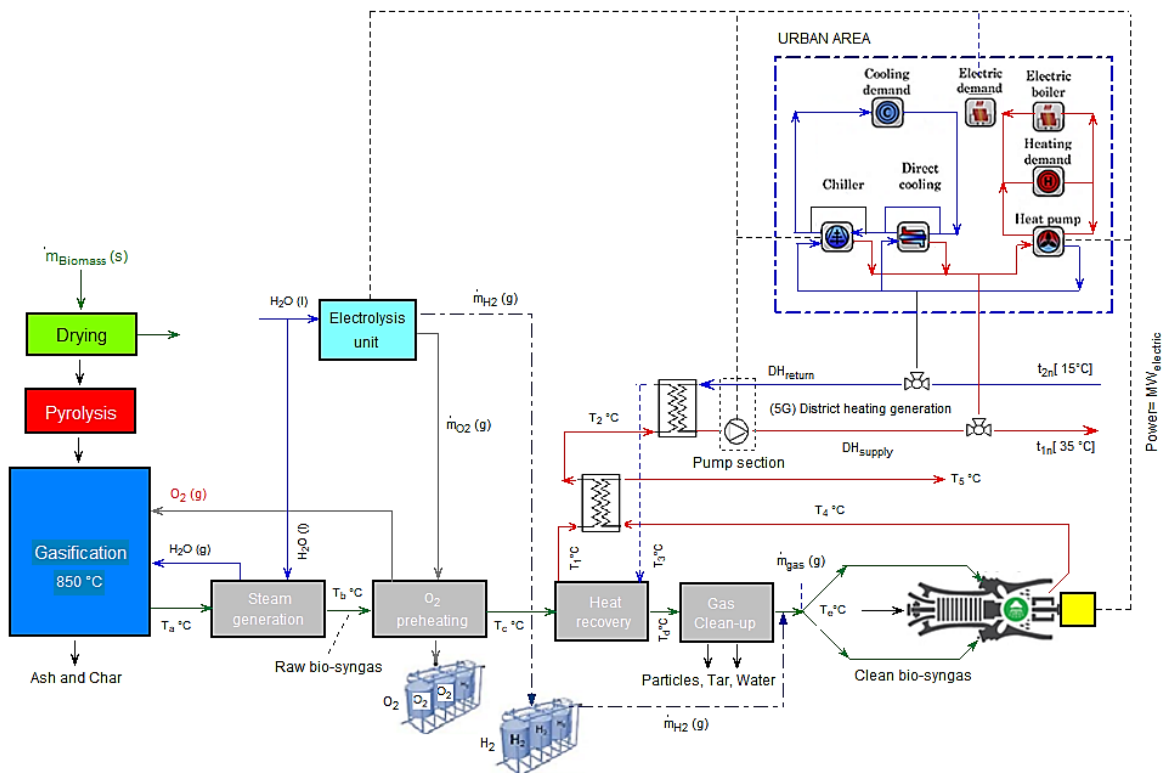 URBAN AREA
Cooling
demand
Electric
demand
Electric
boiler
Heating
demand
Chiller
Direct
cooling
Heat pump
C
H
ṁBiomass (s)
Drying
Pyrolysis
Gasification
850 °C
Ash and Char
H2O (l)
Electrolysis
unit
ṁH2 (g)
ṁO2 (g)
O2 (g)
H2O (g)
H2O (l)
Steam
generation
Ta °C
Tb °C
Raw bio-syngas
O2
preheating
Tc °C
O2
O2
O2
H2
H2
H2
ṁH2 (g)
Heat
recovery
T1°C
T3°C
Td°C
Gas
Clean-up
Particles, Tar, Water
ṁgas (g)
Te°C
Clean bio-syngas
T2 °C
T4 °C
T5 °C
DHreturn
t2n[ 15°C]
(5G) District heating generation
Pump section
DHsupply
t1n[ 35 °C]
Power= MWelectric